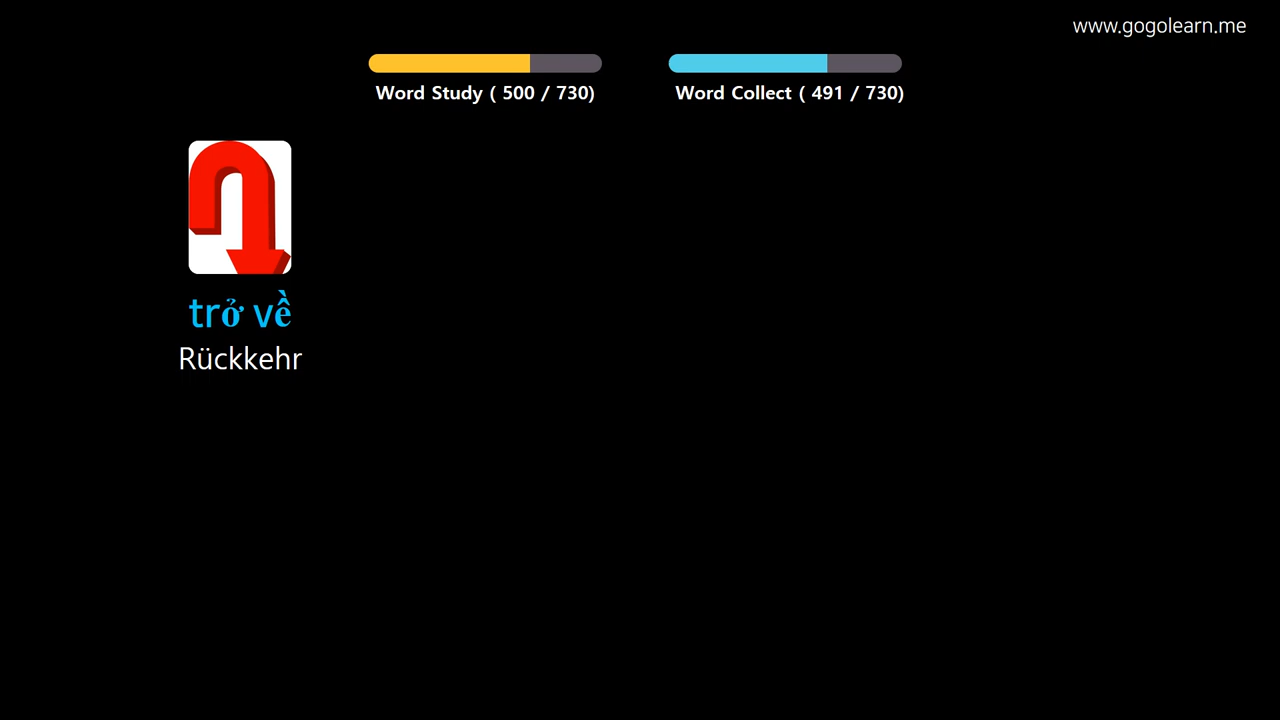 www.gogolearn.me
Word Study ( 500 / 730)
Word Collect ( 491 / 730)
trở về
Rückkehr